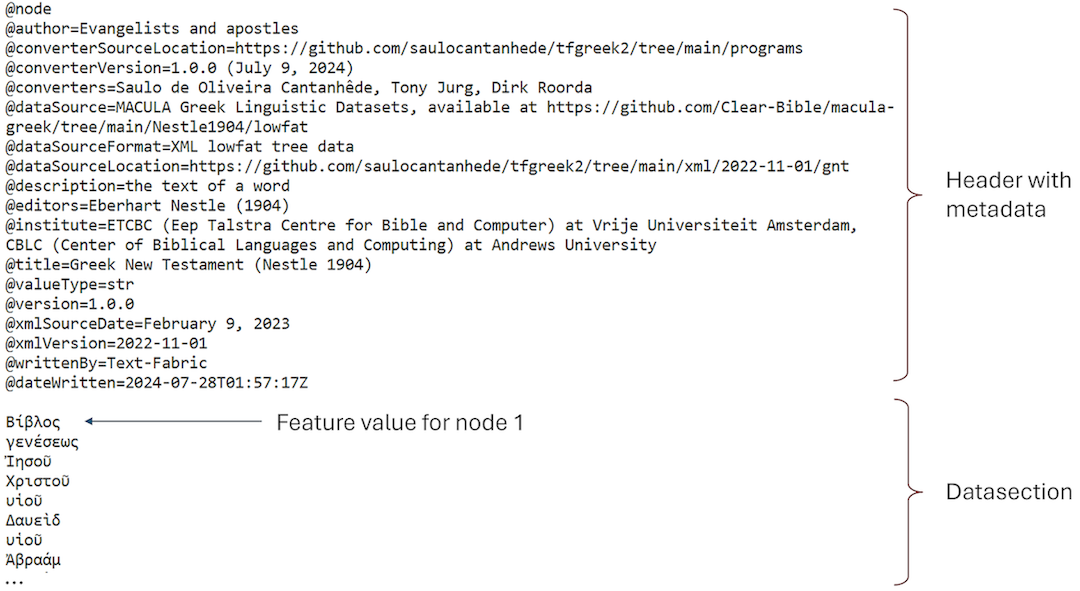 @node
@author=Evangelists and apostles
@converterSourceLocation=https://github.com/saulocantanhede/tfgreek2/tree/main/programs
@converterVersion=1.0.0 (July 9, 2024)
@converters=Saulo de Oliveira Cantanhêde, Tony Jurg, Dirk Roorda
@dataSource=MACULA Greek Linguistic Datasets, available at https://github.com/Clear-Bible/macula-
greek/tree/main/Nestle1904/lowfat
@dataSourceFormat=XML lowfat tree data
@dataSourceLocation=https://github.com/saulocantanhede/tfgreek2/tree/main/xml/2022-11-01/gnt
@description=the text of a word
@editors=Eberhart Nestle (1904)
@institute=ETCBC (Eep Talstra Centre for Bible and Computer) at Vrije Universiteit Amsterdam,
CBLC (Center of Biblical Languages and Computing) at Andrews University
@title=Greek New Testament (Nestle 1904)
@valueType=str
@version=1.0.0
@xmlSourceDate=February 9, 2023
@xmlVersion=2022-11-01
@writtenBy=Text-Fabric
@dateWritten=2024-07-28T01:57:17Z
Header with
metadata
Βίβλος
Feature value for node 1
γενέσεως
Ἰησοῦ
Χριστοῦ
υἱοῦ
Δαυεὶδ
υἱοῦ
Ἀβραάμ
...
Datasection